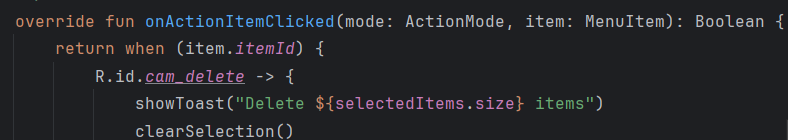 override fun onActionItemClicked(mode: ActionMode, item: MenuItem): Boolean {
return when (item.itemId) {
R.id.cam_delete -> {
showToast("Delete ${selectedItems.size} items")
clearSelection()